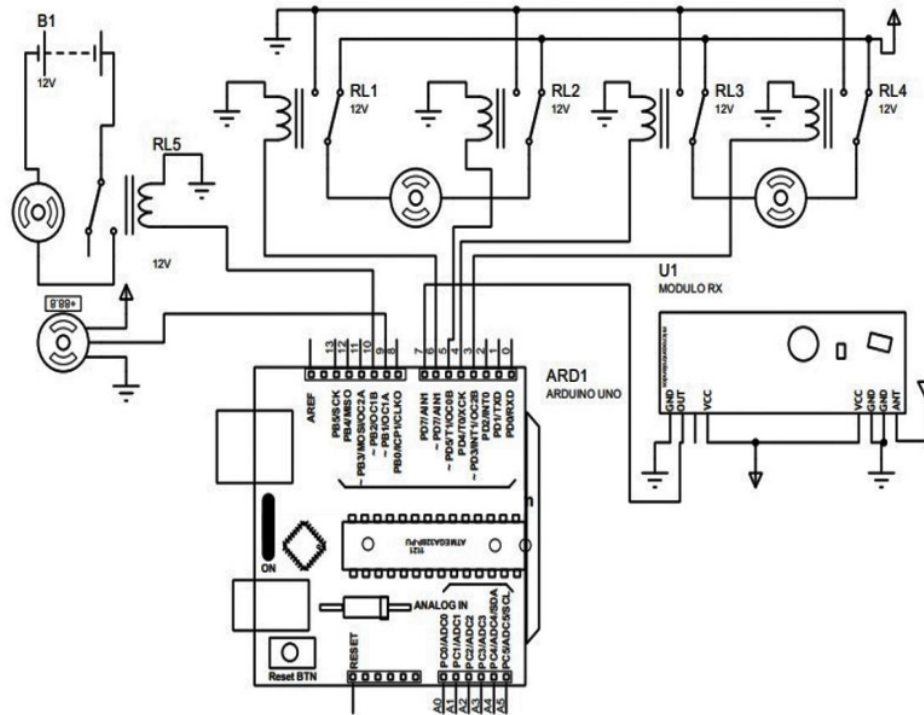 B1
12V
RL5
12V
RL1
12V
RL2
12V
RL3
12V
RL4
12V
+88.8
U1
MODULO RX
GND
OUT
VCC
VCC
GND
GND
ANT
ARD1
ARDUINO UNO
13
12
11
10
9
8
7
6
5
4
3
2
1
0
AREF
PB5/SCK
PB4/MISO
~ PB3/MOSI/OC2A
~ PB2/OC1B
~ PB1/OC1A
PB0/ICP1/CLKO
PD7/AIN1
~ PD7/AIN1
~ PD5/T1/OC0B
PD4/T0/XCK
~ PD3/INT1/OC2B
PD2/INT0
PD1/TXD
PD0/RXD
ON
ATMEGA328P-PU
1121
ANALOG IN
Reset BTN
RESET
PC0/ADC0
PC1/ADC1
PC2/ADC2
PC3/ADC3
PC4/ADC4/SDA
PC5/ADC5/SCL
A0
A1
A2
A3
A4
A5